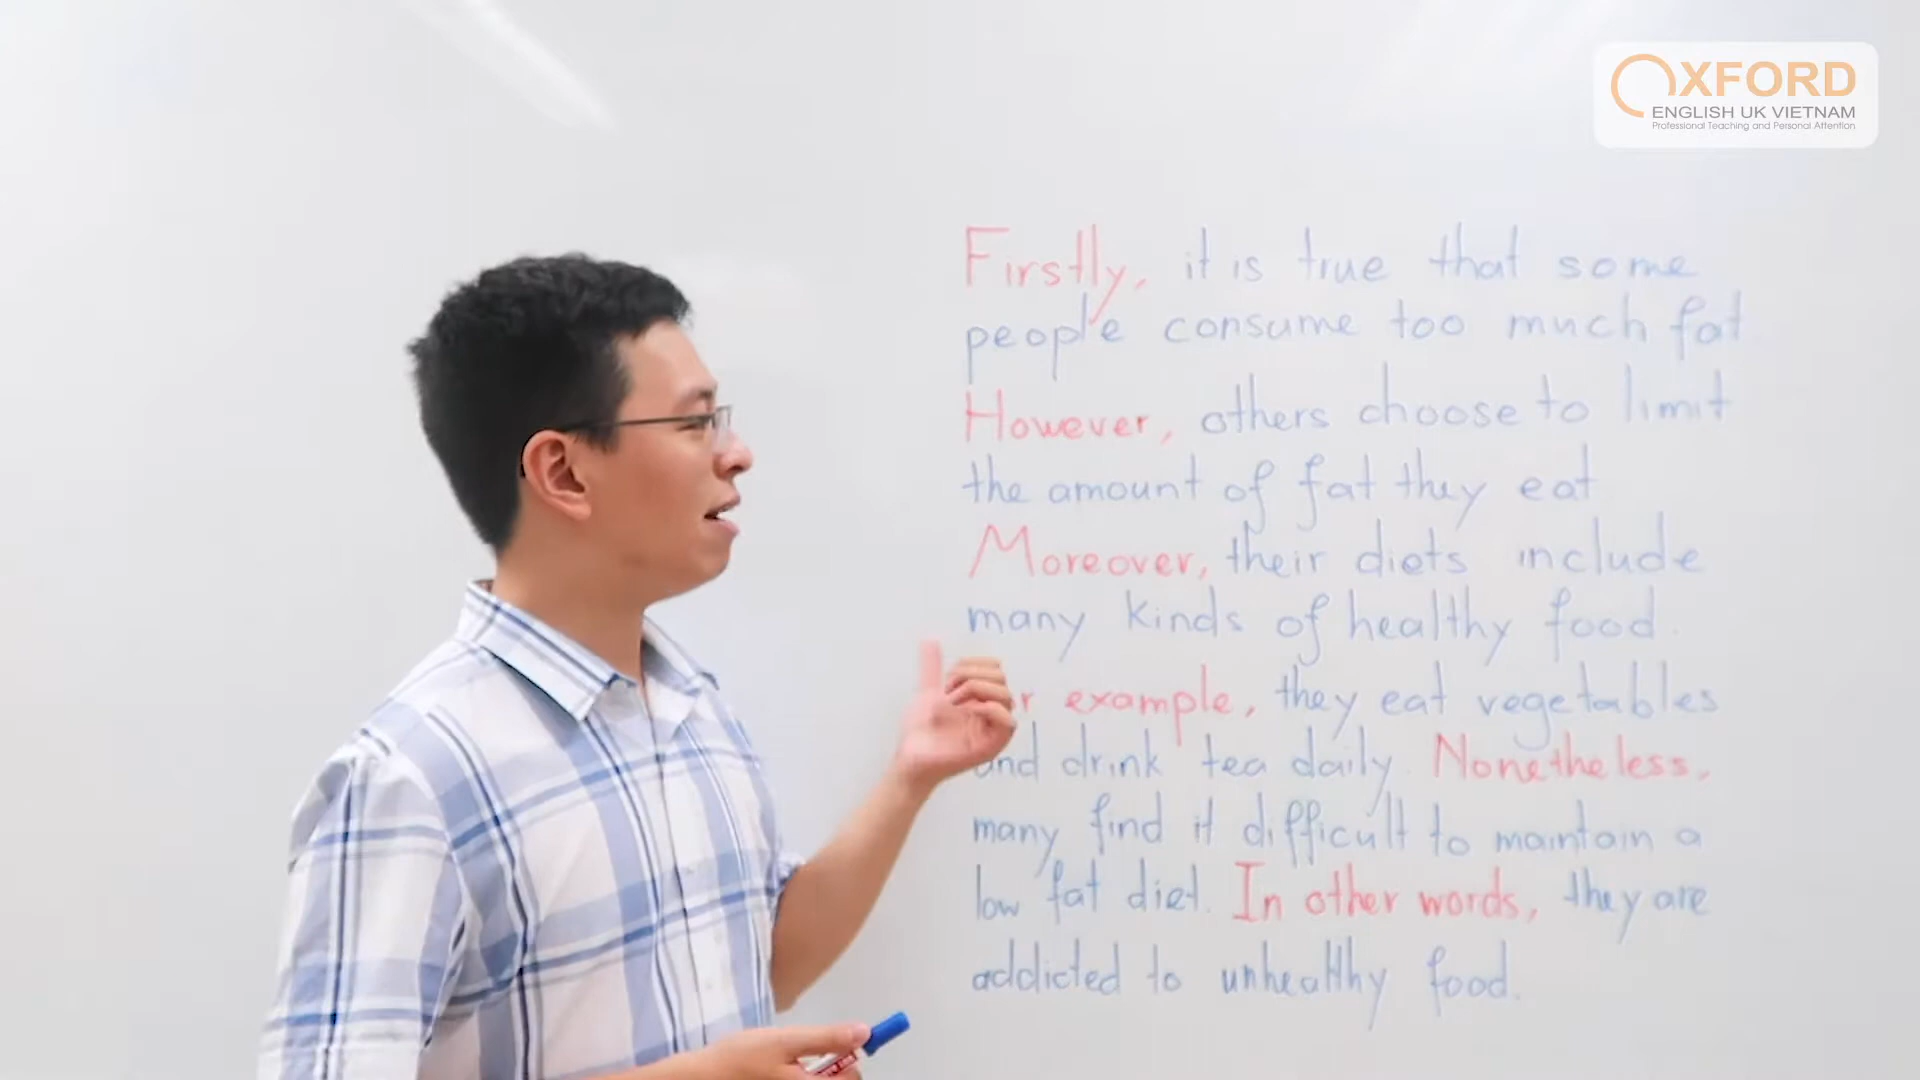 OXFORD
ENGLISH UK VIETNAM
Professional Teaching and Personal Attention
Firstly, it is true that some
people consume too much fat
However, others choose to limit
the amount of fat they eat
Moreover, their diets include
many kinds of healthy food.
r example, they eat vegetables
and drink tea daily. Nonetheless,
many find it difficult to maintain a
low fat diet. In other words, they are
addicted to unhealthy food.